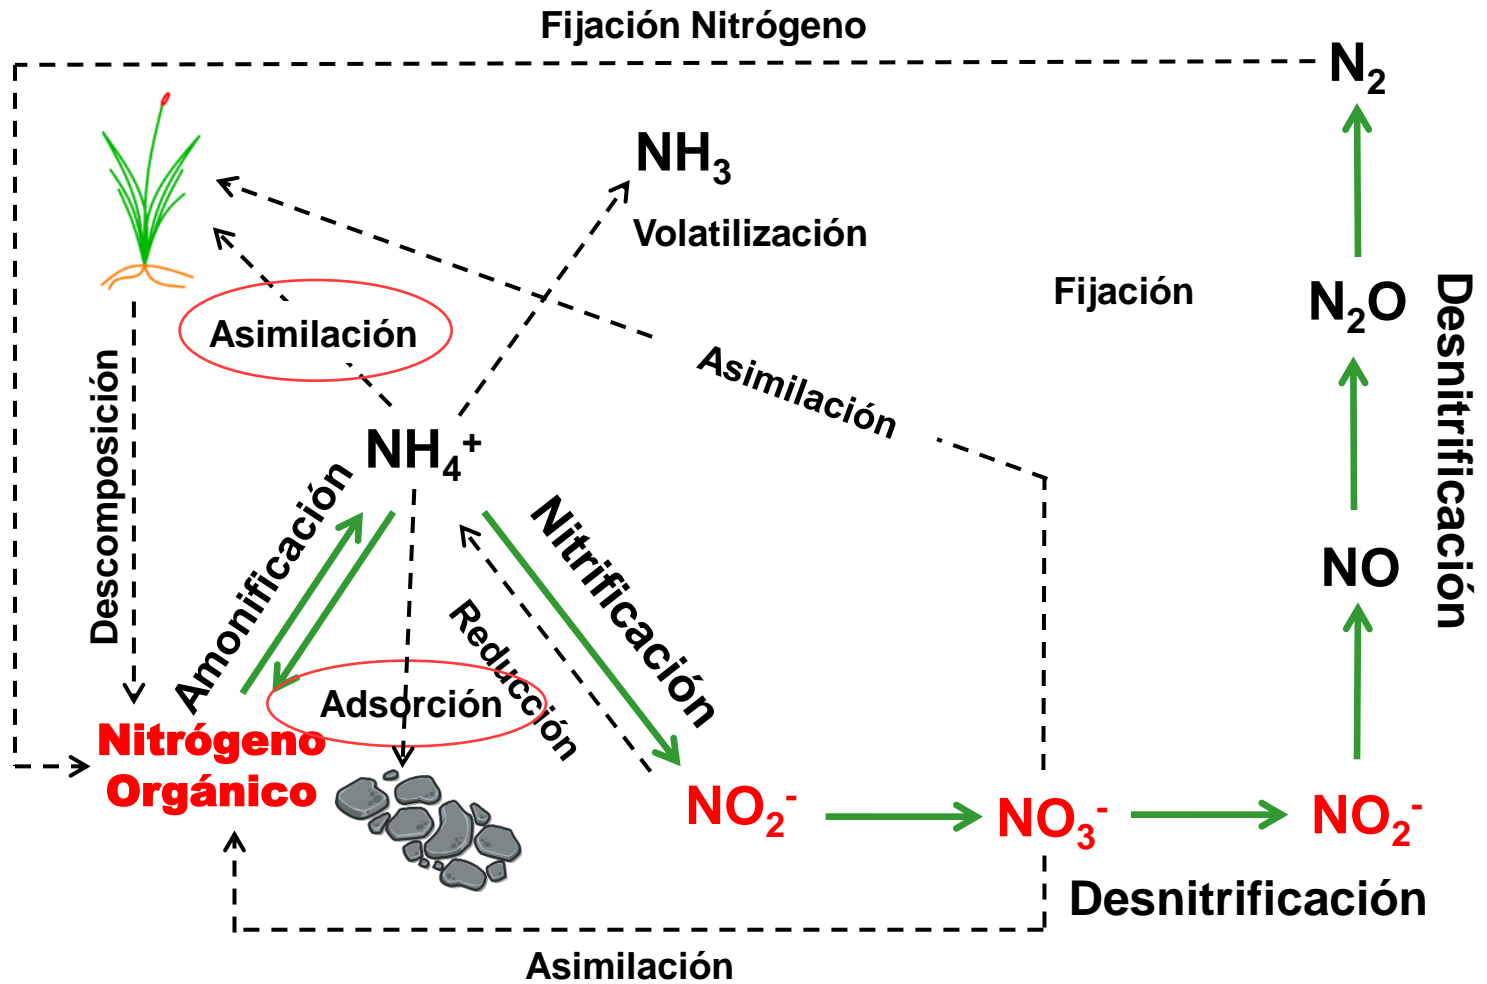 Fijación Nitrógeno
N₂
NH₃
Volatilización
Fijación
N₂O
Desnitrificación
Asimilación
Asimilación
Descomposición
NH₄⁺
Amonificación
Nitrificación
Reducción
NO
Adsorción
Nitrógeno
Orgánico
NO₂⁻
NO₃⁻
NO₂⁻
Desnitrificación
Asimilación